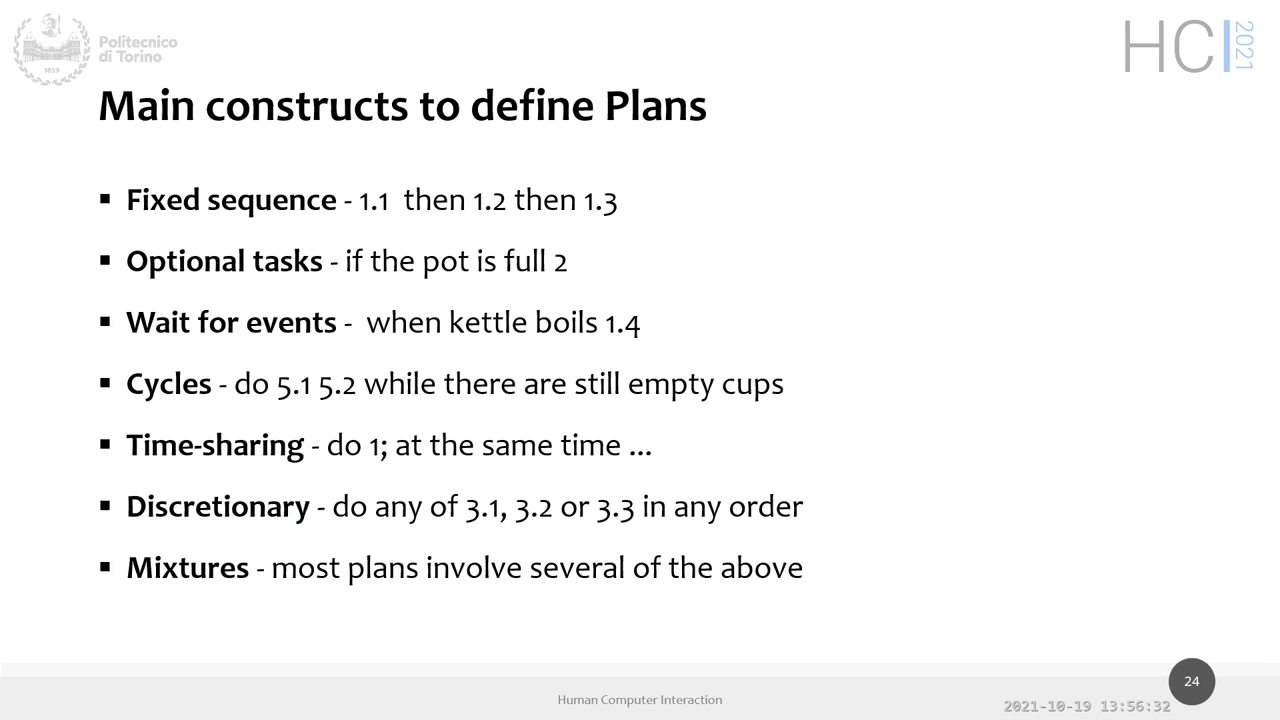 Politecnico
di Torino
1859
HCI 2021
Main constructs to define Plans
▪ Fixed sequence - 1.1  then 1.2 then 1.3
▪ Optional tasks - if the pot is full 2
▪ Wait for events -  when kettle boils 1.4
▪ Cycles - do 5.1 5.2 while there are still empty cups
▪ Time-sharing - do 1; at the same time ...
▪ Discretionary - do any of 3.1, 3.2 or 3.3 in any order
▪ Mixtures - most plans involve several of the above
Human Computer Interaction
24
2021-10-19 13:56:32